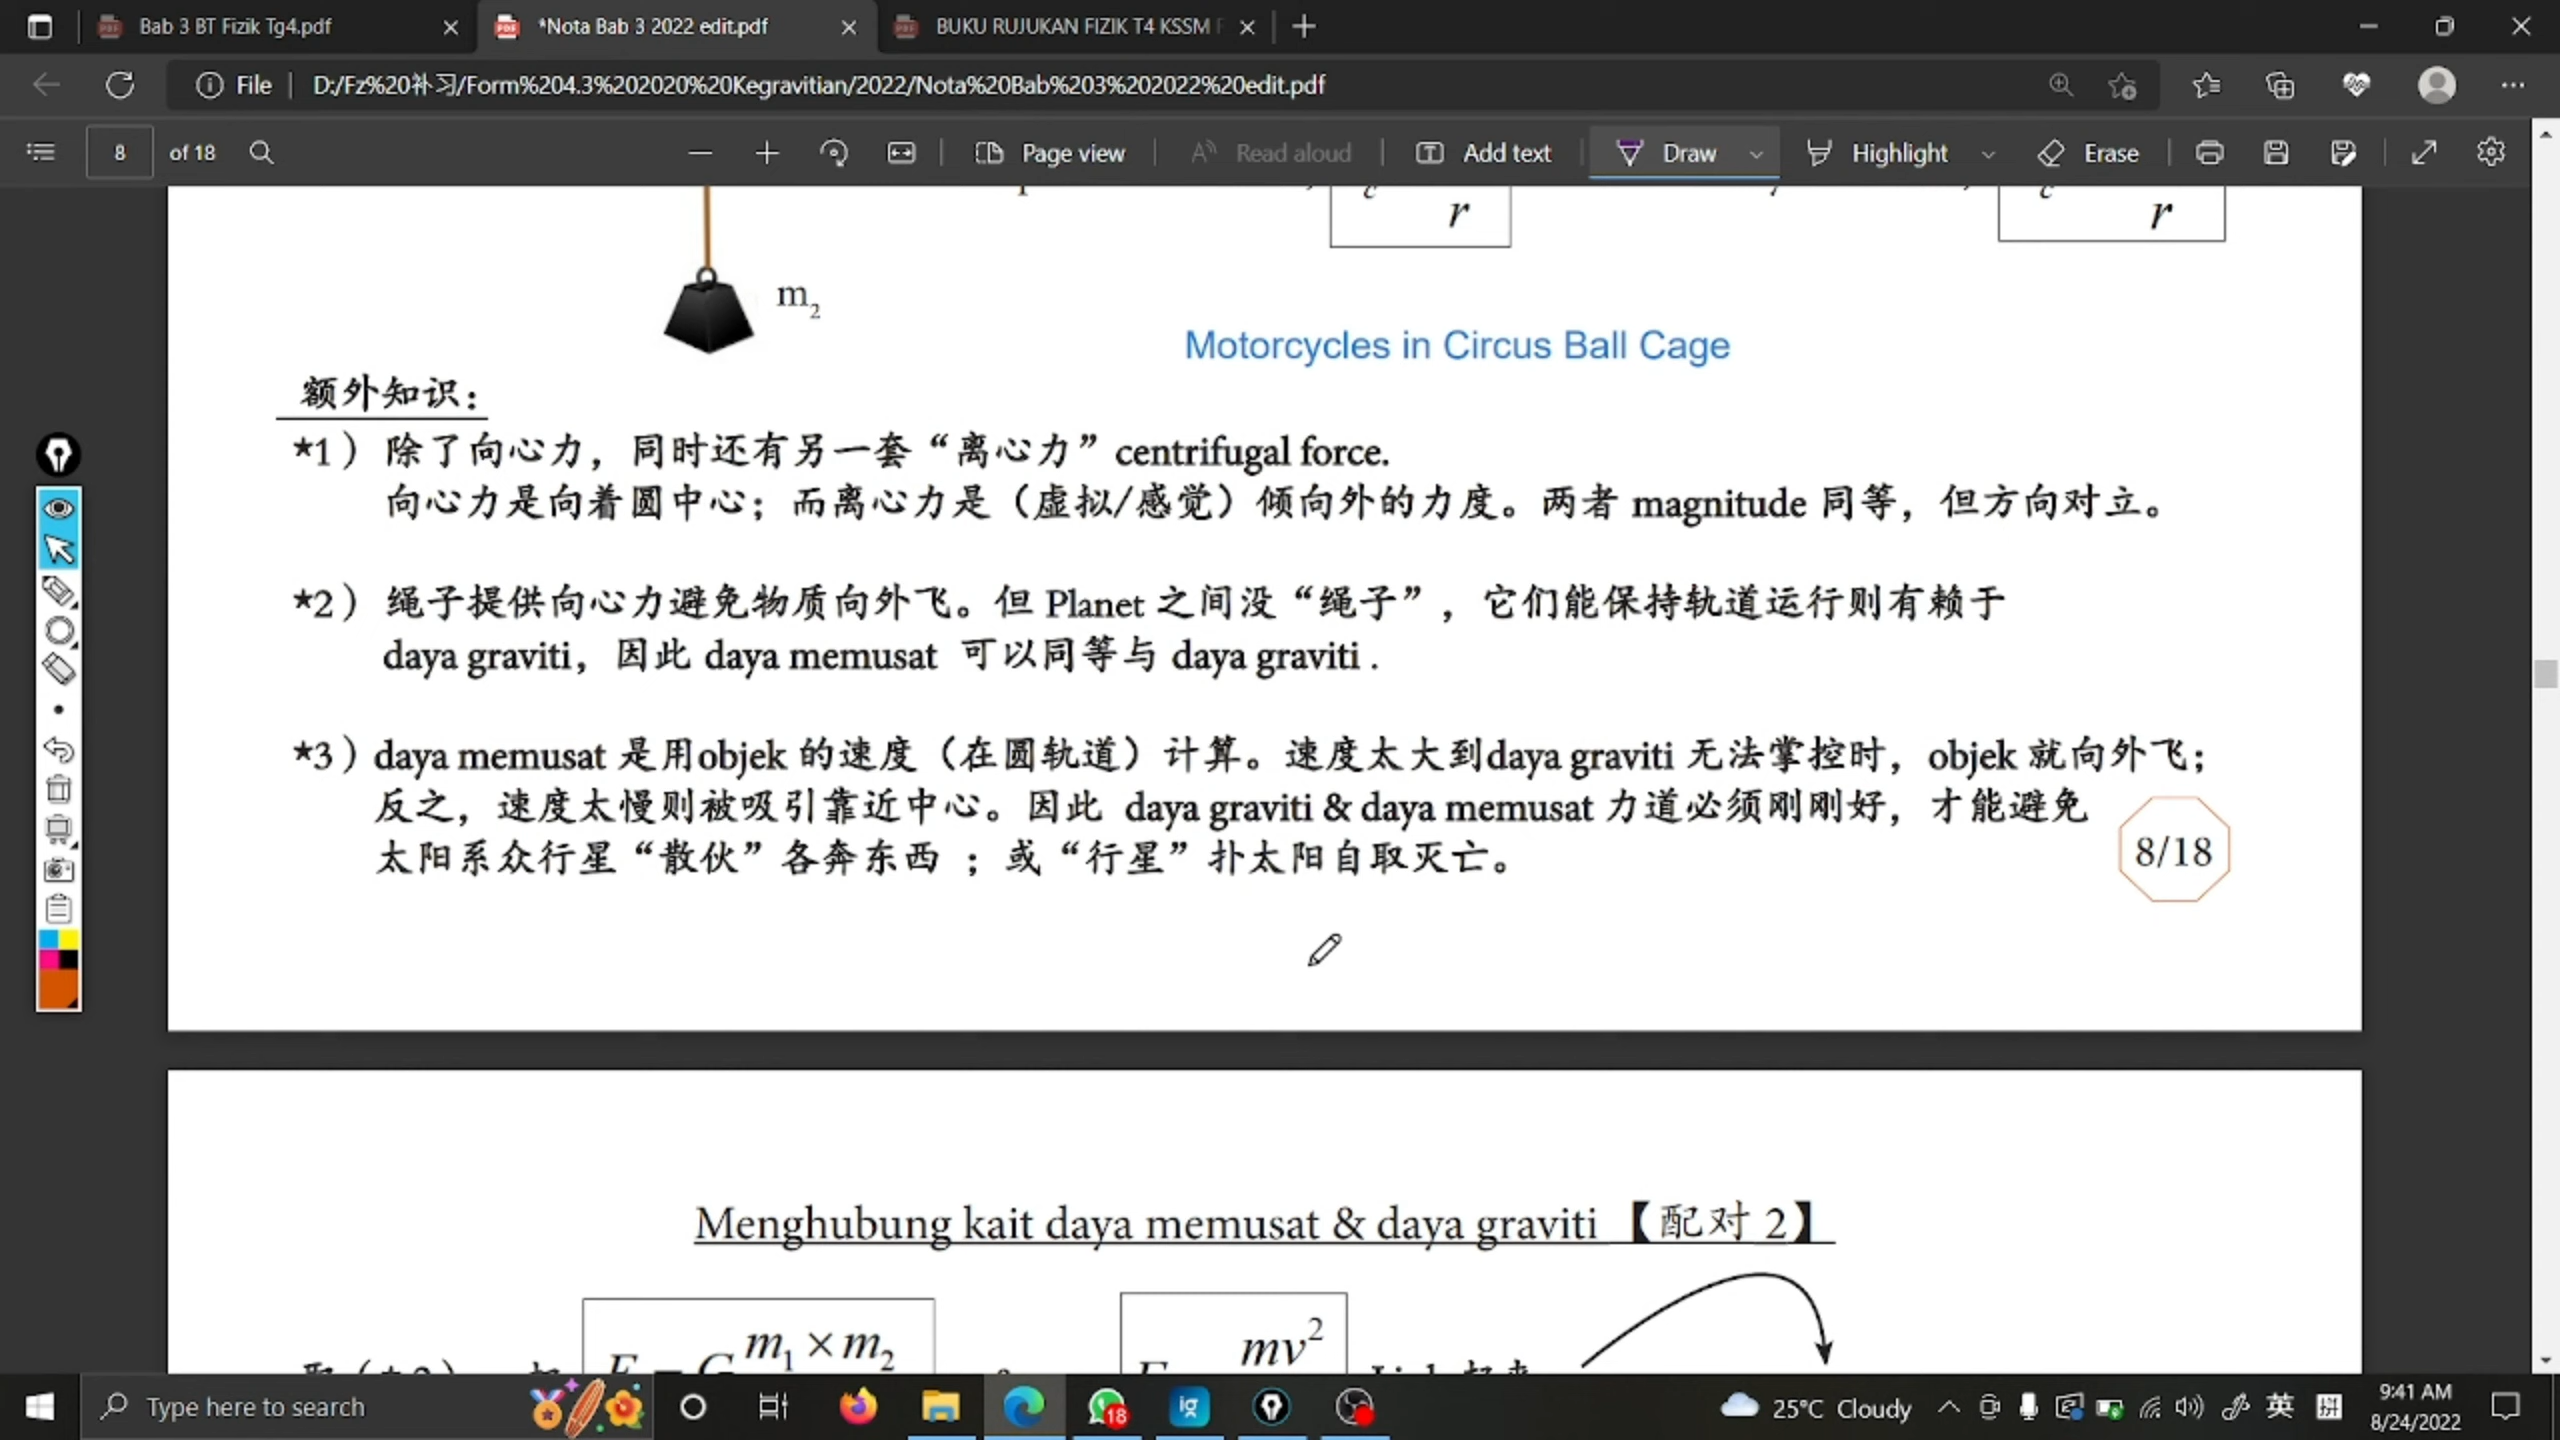 Bab 3 BT Fizik Tg4.pdf
*Nota Bab 3 2022 edit.pdf
BUKU RUJUKAN FIZIK T4 KSSM F
File
D:/Fz%20补习/Form%204.3%202020%20Kegravitian/2022/Nota%20Bab%203%202022%20edit.pdf
8 of 18
Page view
Read aloud
Add text
Draw
Highlight
Erase
c r
c r
m2
Motorcycles in Circus Ball Cage
额外知识：
*1）除了向心力，同时还有另一套“离心力” centrifugal force.
向心力是向着圆中心；而离心力是（虚拟/感觉）倾向外的力度。两者 magnitude 同等，但方向对立。
*2）绳子提供向心力避免物质向外飞。但 Planet 之间没“绳子”，它们能保持轨道运行则有赖于
daya graviti，因此 daya memusat 可以同等与 daya graviti .
*3）daya memusat 是用objek 的速度（在圆轨道）计算。速度太大到daya graviti 无法掌控时，objek 就向外飞；
反之，速度太慢则被吸引靠近中心。因此 daya graviti & daya memusat 力道必须刚刚好，才能避免
太阳系众行星“散伙”各奔东西 ；或“行星”扑太阳自取灭亡。
8/18
Menghubung kait daya memusat & daya graviti【配对 2】
m1 × m2
mv2
Type here to search
18
ig
25°C Cloudy
英
拼
9:41 AM
8/24/2022